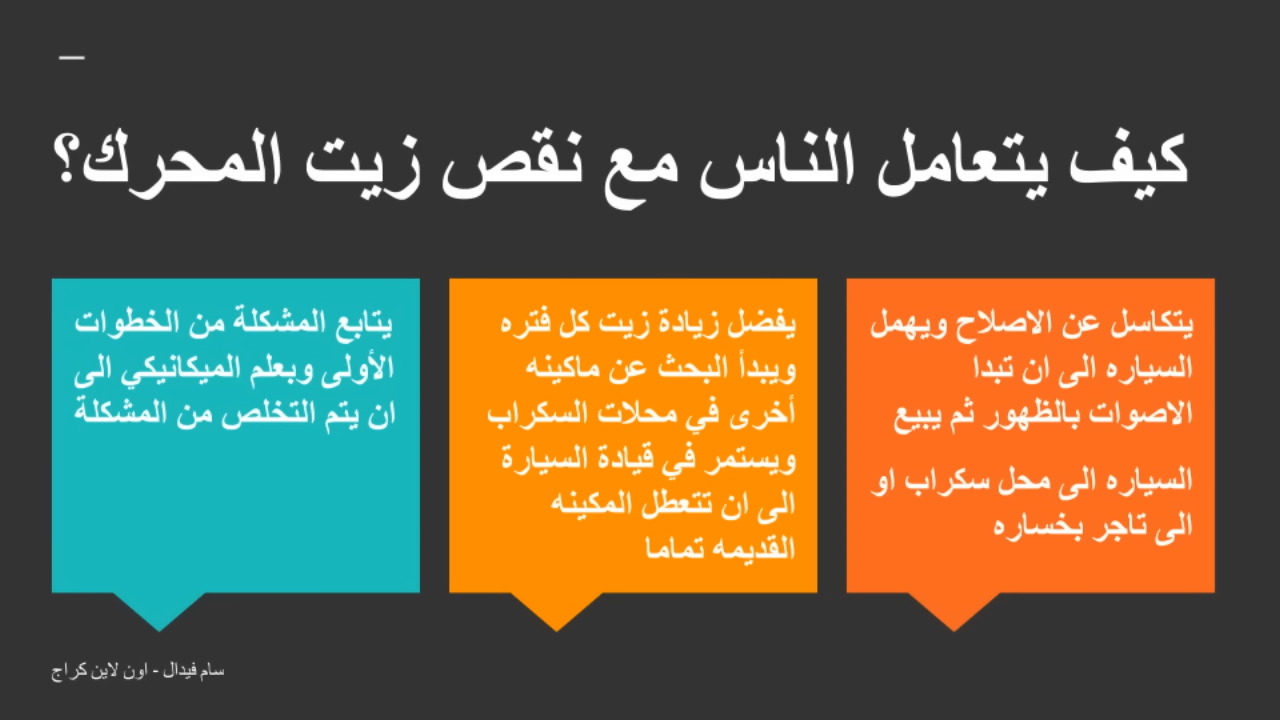 كيف يتعامل الناس مع نقص زيت المحرك؟
يتكاسل عن الاصلاح ويهمل
السياره الى ان تبدا
الاصوات بالظهور ثم يبيع
السياره الى محل سكراب او
الى تاجر بخساره
يفضل زيادة زيت كل فتره
ويبدأ البحث عن ماكينه
أخرى في محلات السكراب
ويستمر في قيادة السيارة
الى ان تتعطل المكينه
القديمه تماما
يتابع المشكلة من الخطوات
الأولى وبعلم الميكانيكي الى
ان يتم التخلص من المشكلة
سام فيدال - اون لاين كراج